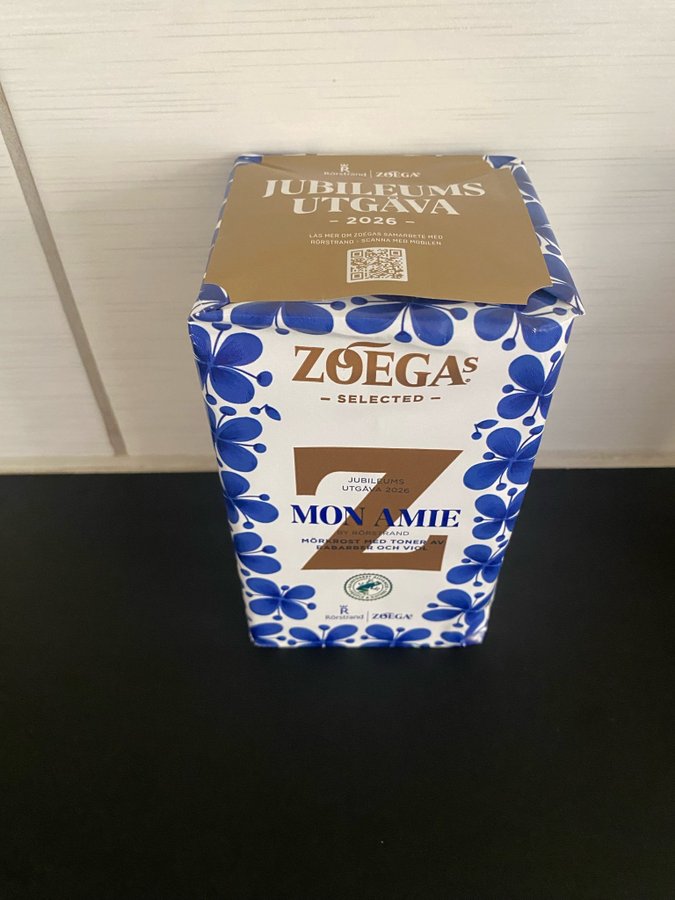 Rörstrand | ZOÉGAS
JUBILEUMS
UTGÅVA
- 2026 -
LÄS MER OM ZOÉGAS SAMARBETE MED
RÖRSTRAND - SCANNA MED MOBILEN
ZOÉGAS
- SELECTED -
Z
JUBILEUMS
UTGÅVA 2026
MON AMIE
BY RÖRSTRAND
MÖRKROST MED TONER AV
RABARBER OCH VIOL
Rörstrand | ZOÉGAS